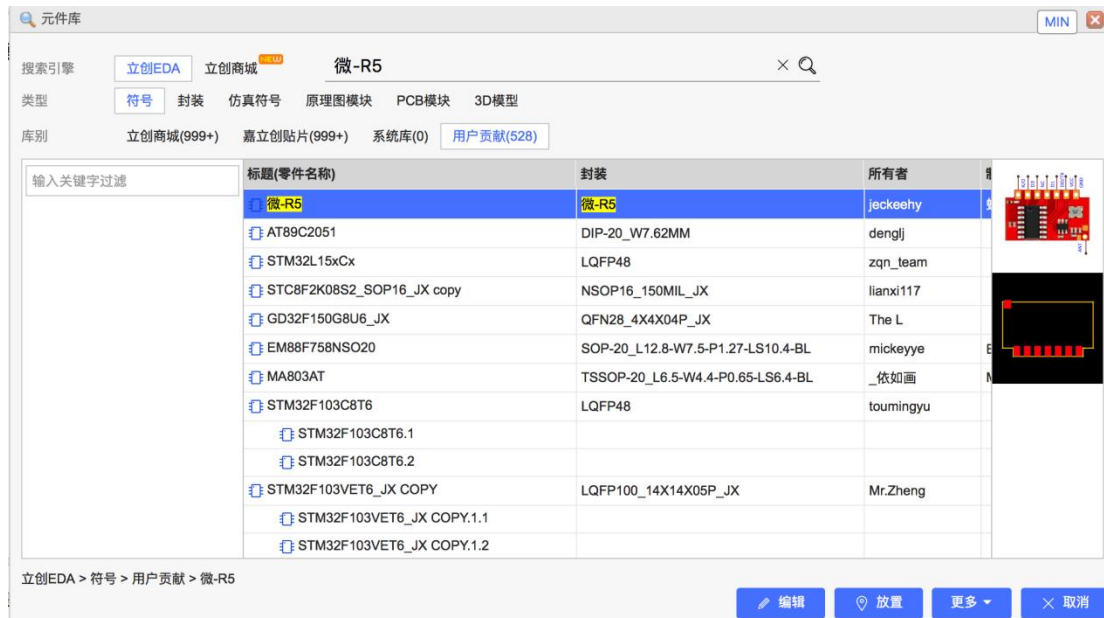 元件库 MIN
搜索引擎 立创EDA 立创商城 NEW 微-R5
类型 符号 封装 仿真符号 原理图模块 PCB模块 3D模型
库别 立创商城(999+) 嘉立创贴片(999+) 系统库(0) 用户贡献(528)
输入关键字过滤
标题(零件名称) 封装 所有者
微-R5 微-R5 jeckeehy
AT89C2051 DIP-20_W7.62MM denglj
STM32L15xCx LQFP48 zqn_team
STC8F2K08S2_SOP16_JX copy NSOP16_150MIL_JX lianxi117
GD32F150G8U6_JX QFN28_4X4X04P_JX The L
EM88F758NSO20 SOP-20_L12.8-W7.5-P1.27-LS10.4-BL mickeyye
MA803AT TSSOP-20_L6.5-W4.4-P0.65-LS6.4-BL _依如画
STM32F103C8T6 LQFP48 toumingyu
STM32F103C8T6.1
STM32F103C8T6.2
STM32F103VET6_JX COPY LQFP100_14X14X05P_JX Mr.Zheng
STM32F103VET6_JX COPY.1.1
STM32F103VET6_JX COPY.1.2
立创EDA > 符号 > 用户贡献 > 微-R5
编辑 放置 更多 取消